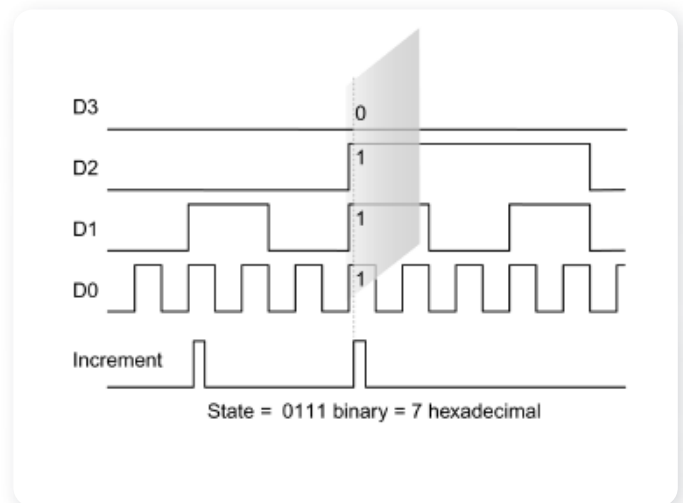 D3
0
D2
1
D1
1
D0
1
Increment
State = 0111 binary = 7 hexadecimal